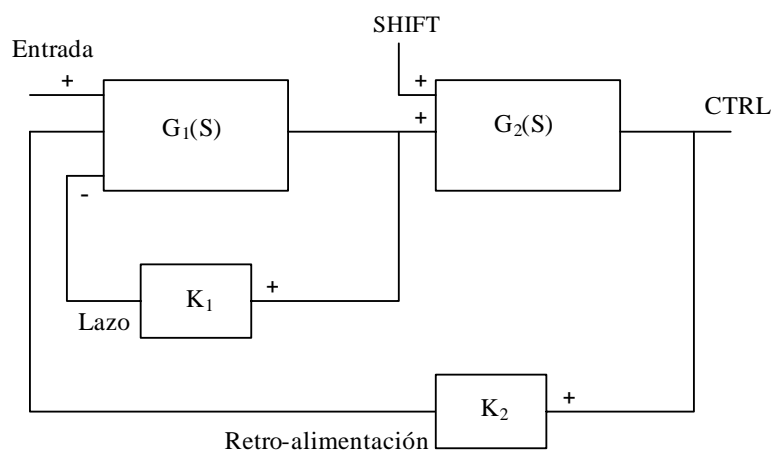 SHIFT
Entrada
+
+
CTRL
G₁(S)
+
G₂(S)
-
K₁
+
Lazo
K₂
+
Retro-alimentación